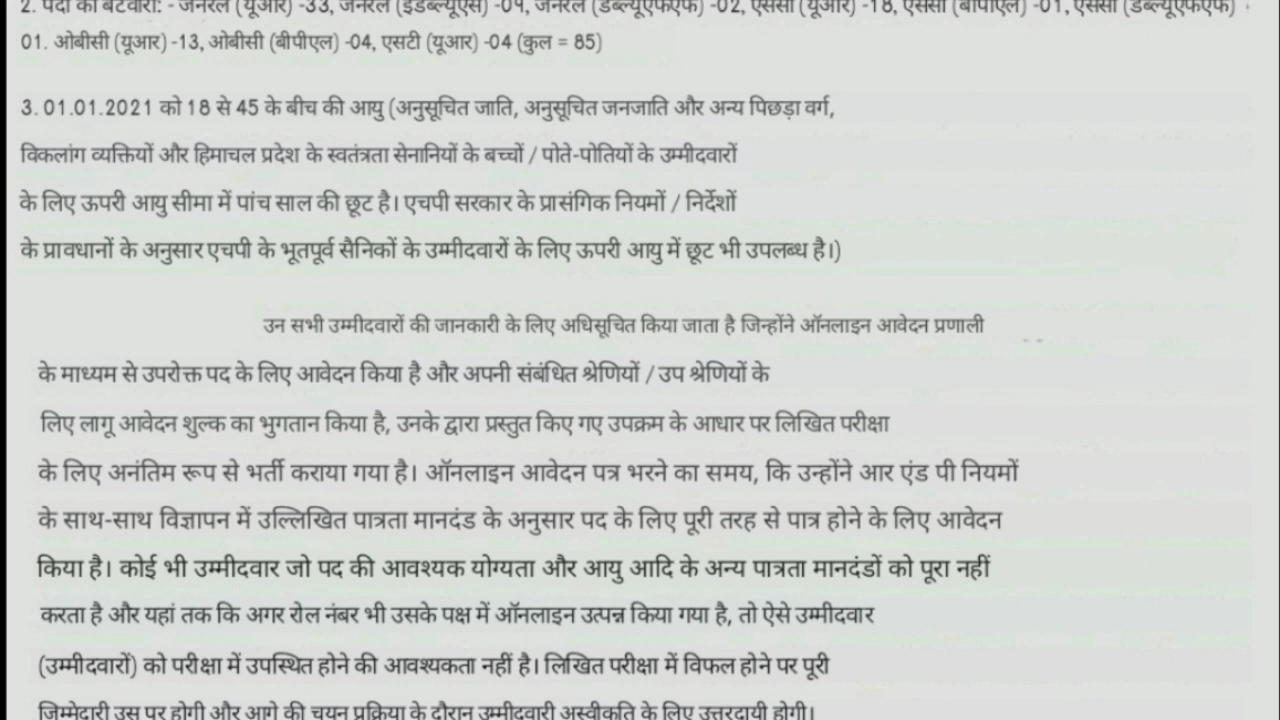 2. पदों का बंटवारा: - जनरल (यूआर) -33, जनरल (ईडब्ल्यूएस) -09, जनरल (डब्ल्यूएफएफ) -02, एससी (यूआर) -18, एससी (बीपीएल) -01, एससी (डब्ल्यूएफएफ) -
01. ओबीसी (यूआर) -13, ओबीसी (बीपीएल) -04, एसटी (यूआर) -04 (कुल = 85)
3. 01.01.2021 को 18 से 45 के बीच की आयु (अनुसूचित जाति, अनुसूचित जनजाति और अन्य पिछड़ा वर्ग,
विकलांग व्यक्तियों और हिमाचल प्रदेश के स्वतंत्रता सेनानियों के बच्चों / पोते-पोतियों के उम्मीदवारों
के लिए ऊपरी आयु सीमा में पांच साल की छूट है। एचपी सरकार के प्रासंगिक नियमों / निर्देशों
के प्रावधानों के अनुसार एचपी के भूतपूर्व सैनिकों के उम्मीदवारों के लिए ऊपरी आयु में छूट भी उपलब्ध है।)
उन सभी उम्मीदवारों की जानकारी के लिए अधिसूचित किया जाता है जिन्होंने ऑनलाइन आवेदन प्रणाली
के माध्यम से उपरोक्त पद के लिए आवेदन किया है और अपनी संबंधित श्रेणियों / उप श्रेणियों के
लिए लागू आवेदन शुल्क का भुगतान किया है, उनके द्वारा प्रस्तुत किए गए उपक्रम के आधार पर लिखित परीक्षा
के लिए अनंतिम रूप से भर्ती कराया गया है। ऑनलाइन आवेदन पत्र भरने का समय, कि उन्होंने आर एंड पी नियमों
के साथ-साथ विज्ञापन में उल्लिखित पात्रता मानदंड के अनुसार पद के लिए पूरी तरह से पात्र होने के लिए आवेदन
किया है। कोई भी उम्मीदवार जो पद की आवश्यक योग्यता और आयु आदि के अन्य पात्रता मानदंडों को पूरा नहीं
करता है और यहां तक कि अगर रोल नंबर भी उसके पक्ष में ऑनलाइन उत्पन्न किया गया है, तो ऐसे उम्मीदवार
(उम्मीदवारों) को परीक्षा में उपस्थित होने की आवश्यकता नहीं है। लिखित परीक्षा में विफल होने पर पूरी
जिम्मेदारी उस पर होगी और आगे की चयन प्रक्रिया के दौरान उम्मीदवारी अस्वीकृति के लिए उत्तरदायी होगी।